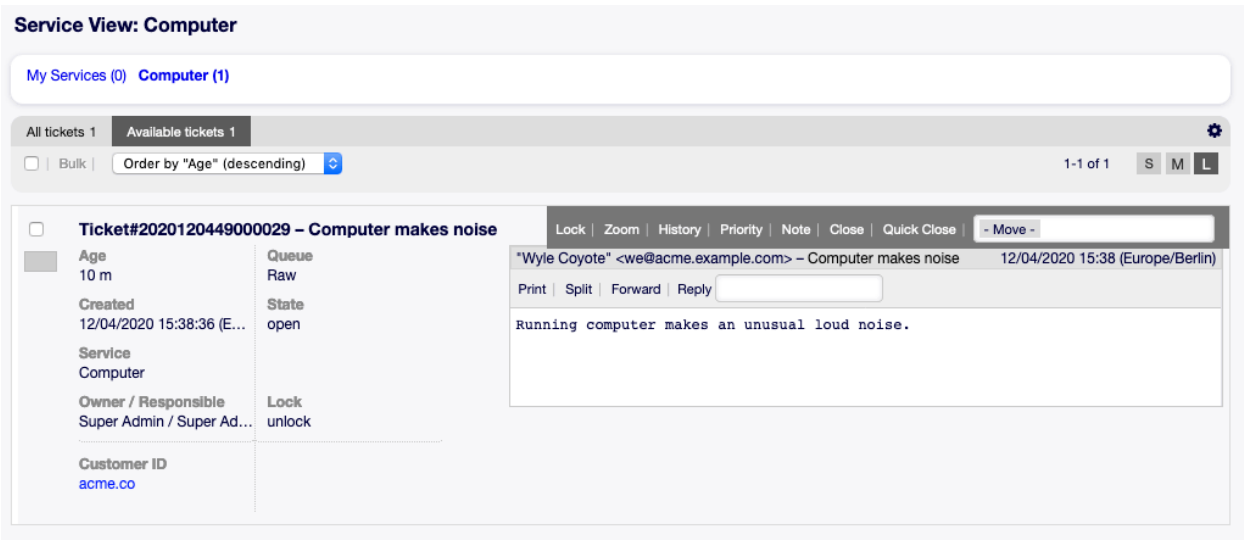 Service View: Computer
My Services (0) Computer (1)
All tickets 1 Available tickets 1
| Bulk | Order by "Age" (descending) 1-1 of 1 S M L
Ticket#2020120449000029 – Computer makes noise
Lock | Zoom | History | Priority | Note | Close | Quick Close | - Move -
Age Queue
10 m Raw
Created State
12/04/2020 15:38:36 (E... open
Service
Computer
Owner / Responsible Lock
Super Admin / Super Ad... unlock
Customer ID
acme.co
"Wyle Coyote" <we@acme.example.com> – Computer makes noise 12/04/2020 15:38 (Europe/Berlin)
Print | Split | Forward | Reply
Running computer makes an unusual loud noise.